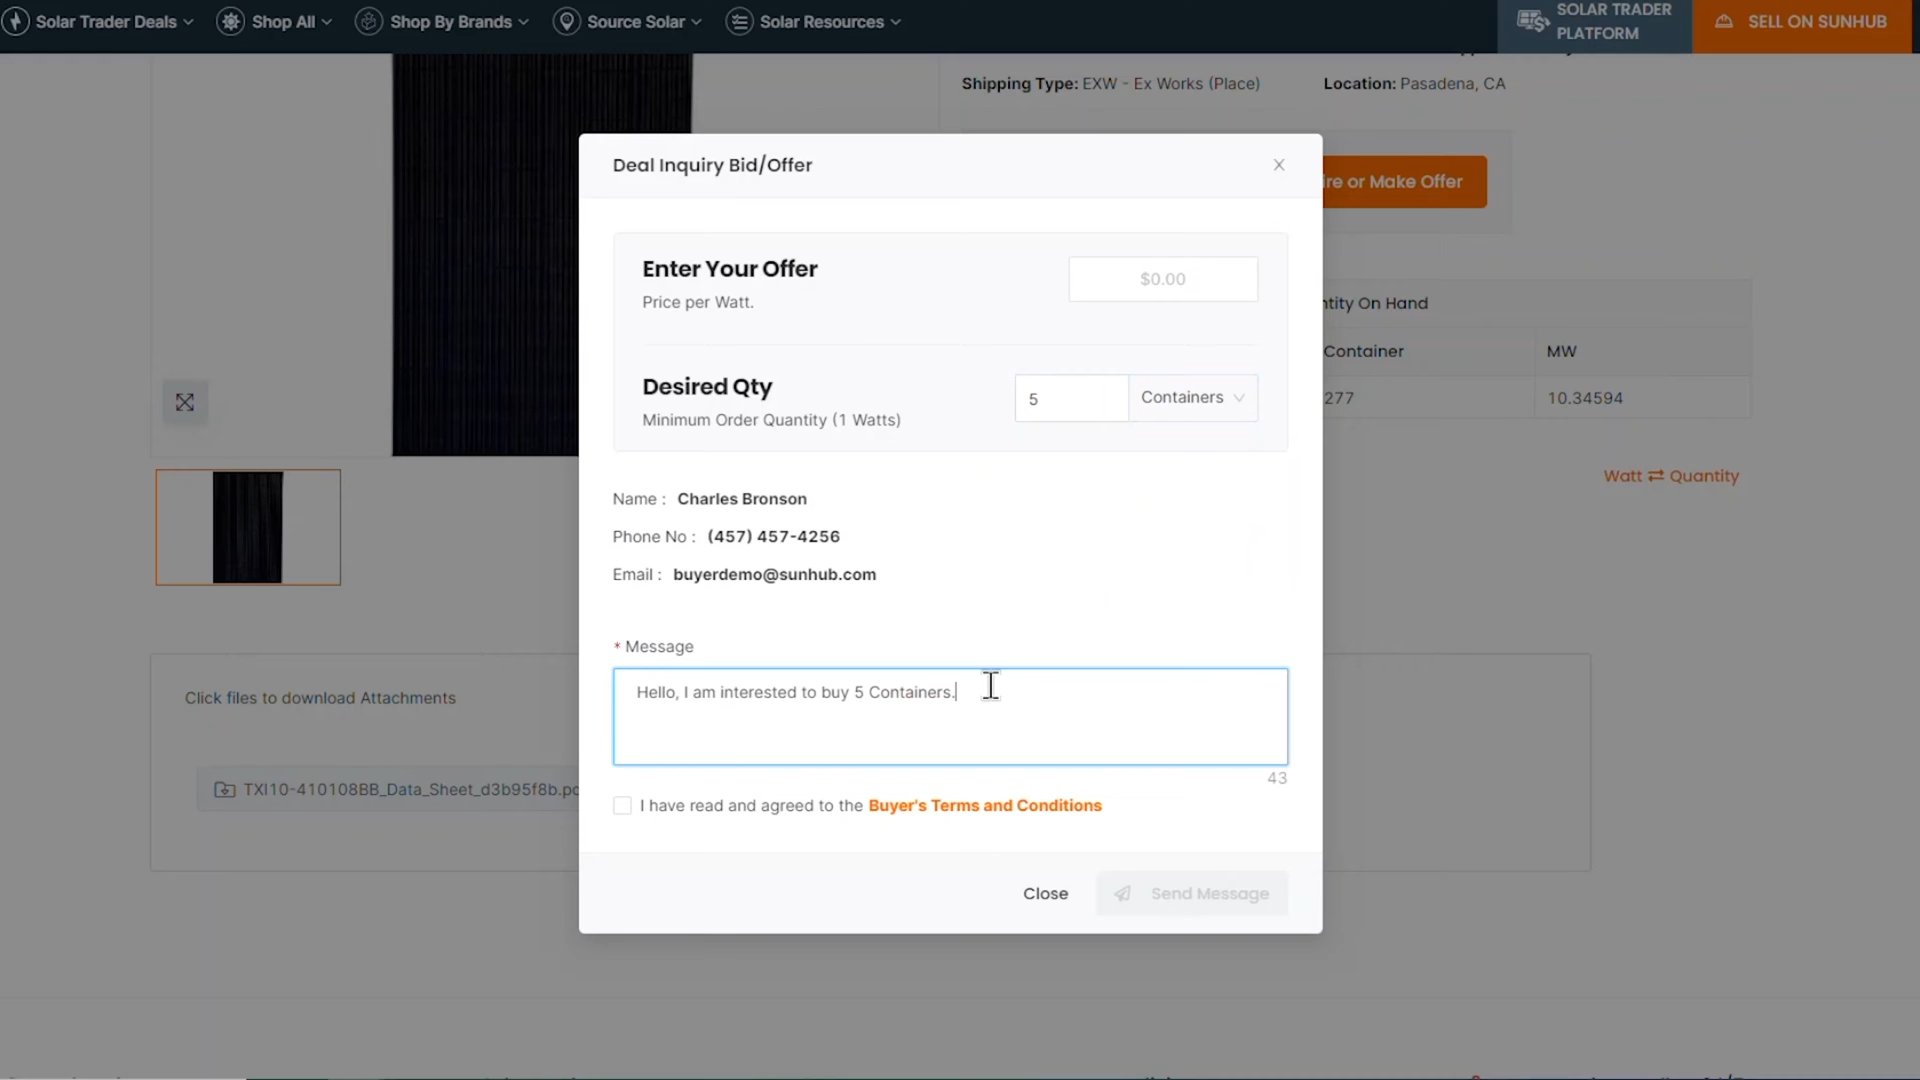 Solar Trader Deals
Shop All
Shop By Brands
Source Solar
Solar Resources
SOLAR TRADER
PLATFORM
SELL ON SUNHUB
Shipping Type: EXW - Ex Works (Place)
Location: Pasadena, CA
Deal Inquiry Bid/Offer
ire or Make Offer
Enter Your Offer
$0.00
Price per Watt.
ntity On Hand
Container
MW
Desired Qty
5
Containers
277
10.34594
Minimum Order Quantity (1 Watts)
Watt ⇄ Quantity
Name : Charles Bronson
Phone No : (457) 457-4256
Email : buyerdemo@sunhub.com
* Message
Hello, I am interested to buy 5 Containers.
Click files to download Attachments
43
TXI10-410108BB_Data_Sheet_d3b95f8b.pd
I have read and agreed to the Buyer's Terms and Conditions
Close
Send Message